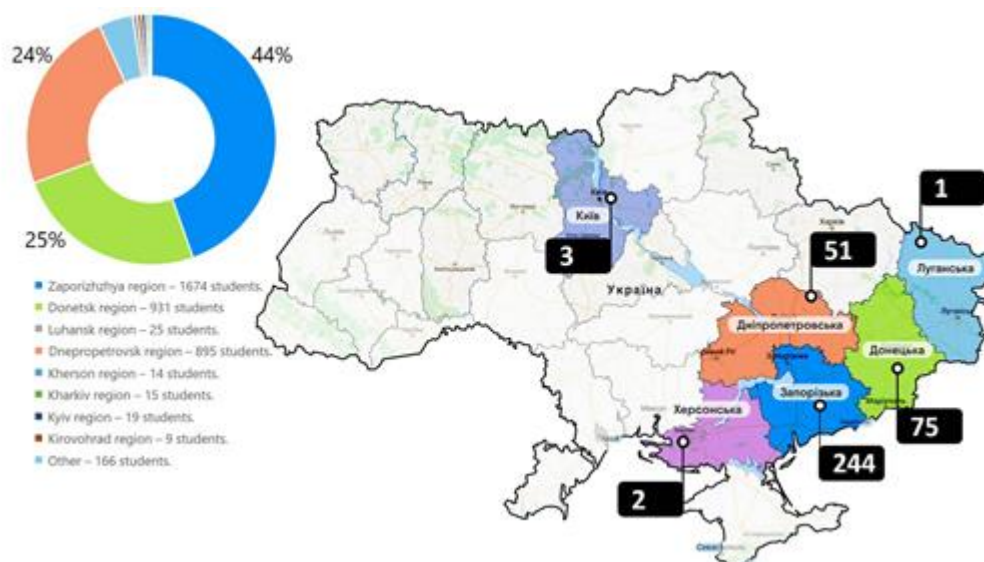 24%
44%
25%
Zaporizhzhya region – 1674 students.
Donetsk region – 931 students.
Luhansk region – 25 students.
Dnepropetrovsk region – 895 students.
Kherson region – 14 students.
Kharkiv region – 15 students.
Kyiv region – 19 students.
Kirovohrad region – 9 students.
Other – 166 students.
1
Київ
3
51
Харків
Луганська
Україна
Дніпропетровська
Донецька
Запорізька
Херсонська
75
244
2